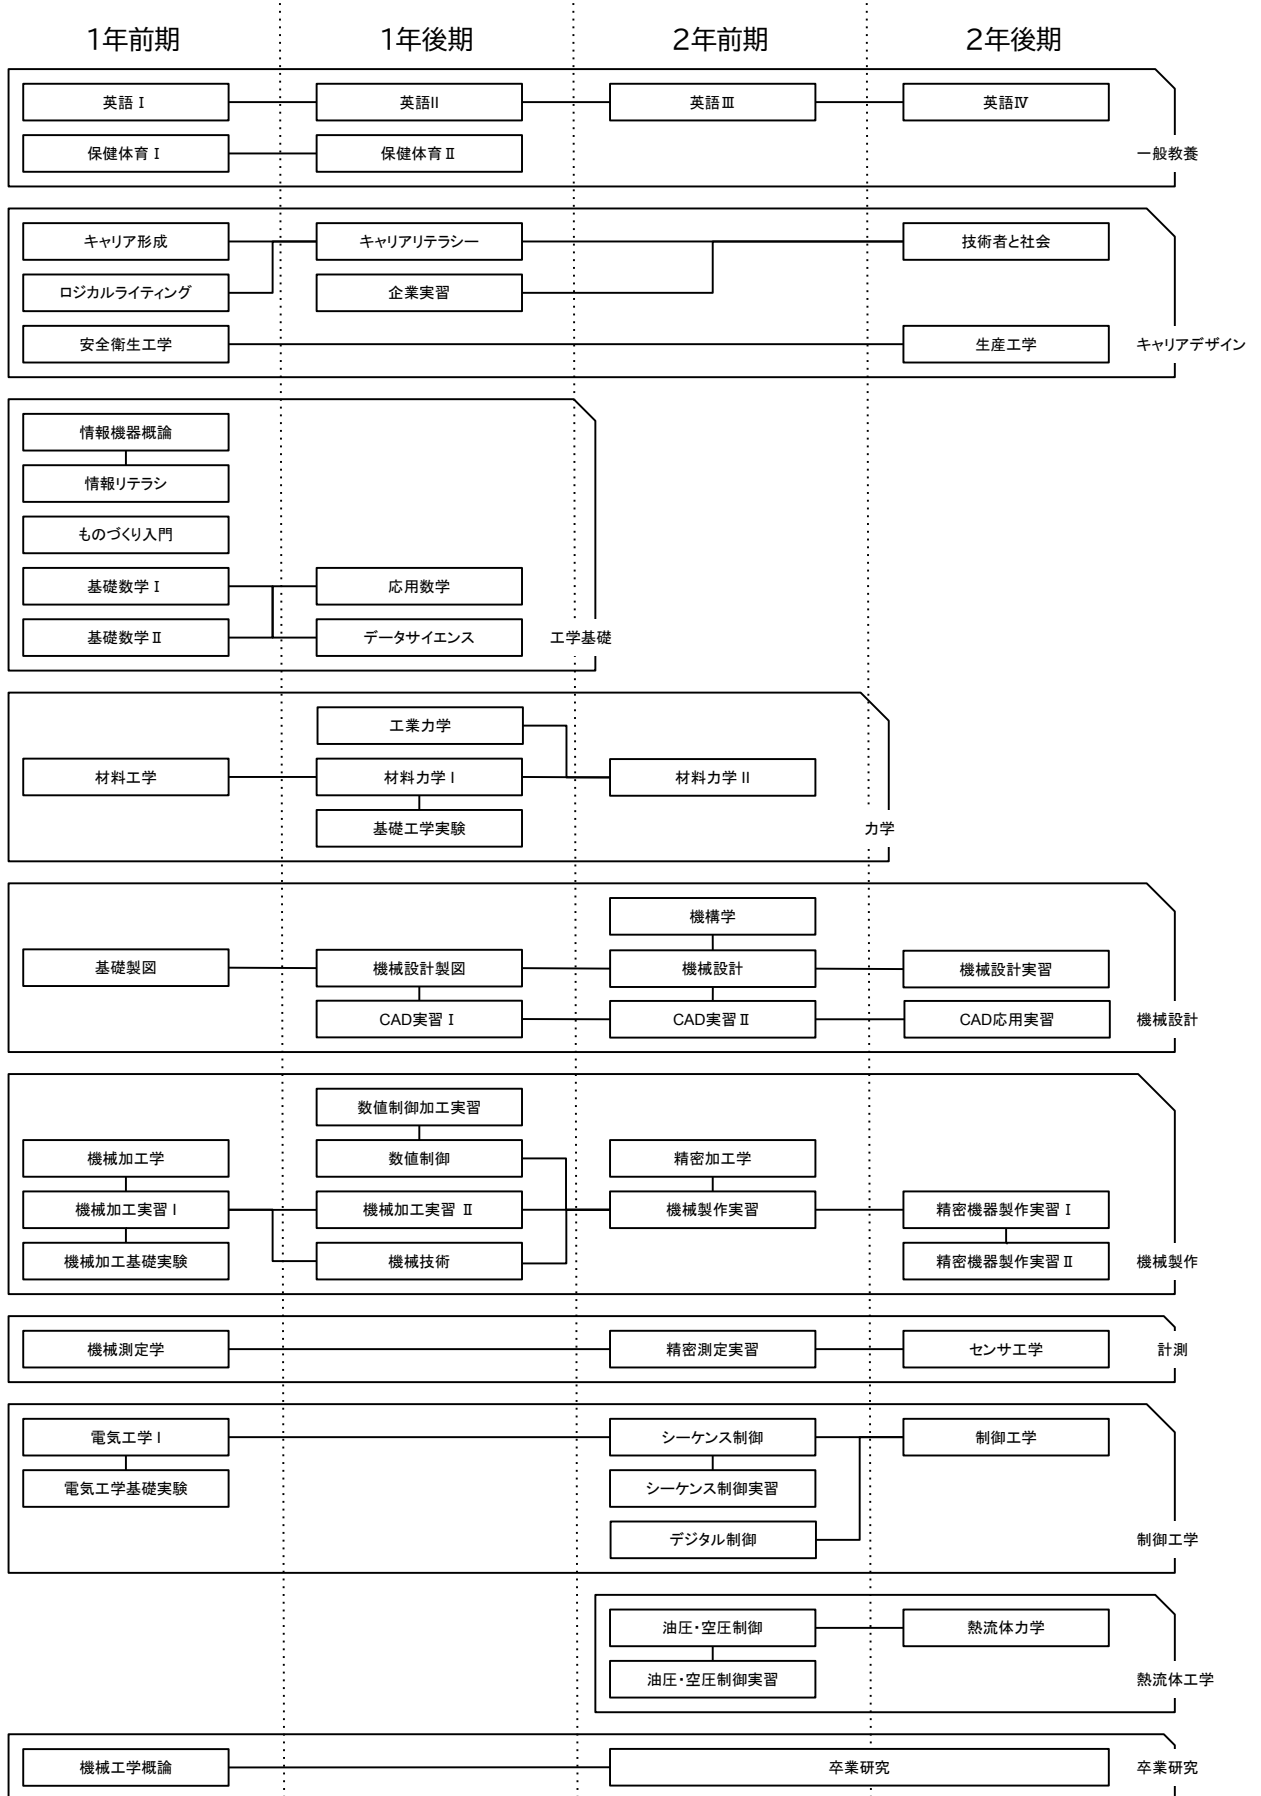 1年前期 1年後期 2年前期 2年後期
英語Ⅰ 英語II 英語Ⅲ 英語Ⅳ
保健体育Ⅰ 保健体育Ⅱ 一般教養
キャリア形成 キャリアリテラシー 技術者と社会
ロジカルライティング 企業実習
安全衛生工学 生産工学 キャリアデザイン
情報機器概論
情報リテラシ
ものづくり入門
基礎数学Ⅰ 応用数学
基礎数学Ⅱ データサイエンス 工学基礎
工業力学
材料工学 材料力学 I 材料力学 II
基礎工学実験 力学
機構学
基礎製図 機械設計製図 機械設計 機械設計実習
CAD実習Ⅰ CAD実習Ⅱ CAD応用実習 機械設計
数値制御加工実習
機械加工学 数値制御 精密加工学
機械加工実習 I 機械加工実習 II 機械製作実習 精密機器製作実習Ⅰ
機械加工基礎実験 機械技術 精密機器製作実習Ⅱ 機械製作
機械測定学 精密測定実習 センサ工学 計測
電気工学 I シーケンス制御 制御工学
電気工学基礎実験 シーケンス制御実習
デジタル制御 制御工学
油圧・空圧制御 熱流体力学
油圧・空圧制御実習 熱流体工学
機械工学概論 卒業研究 卒業研究